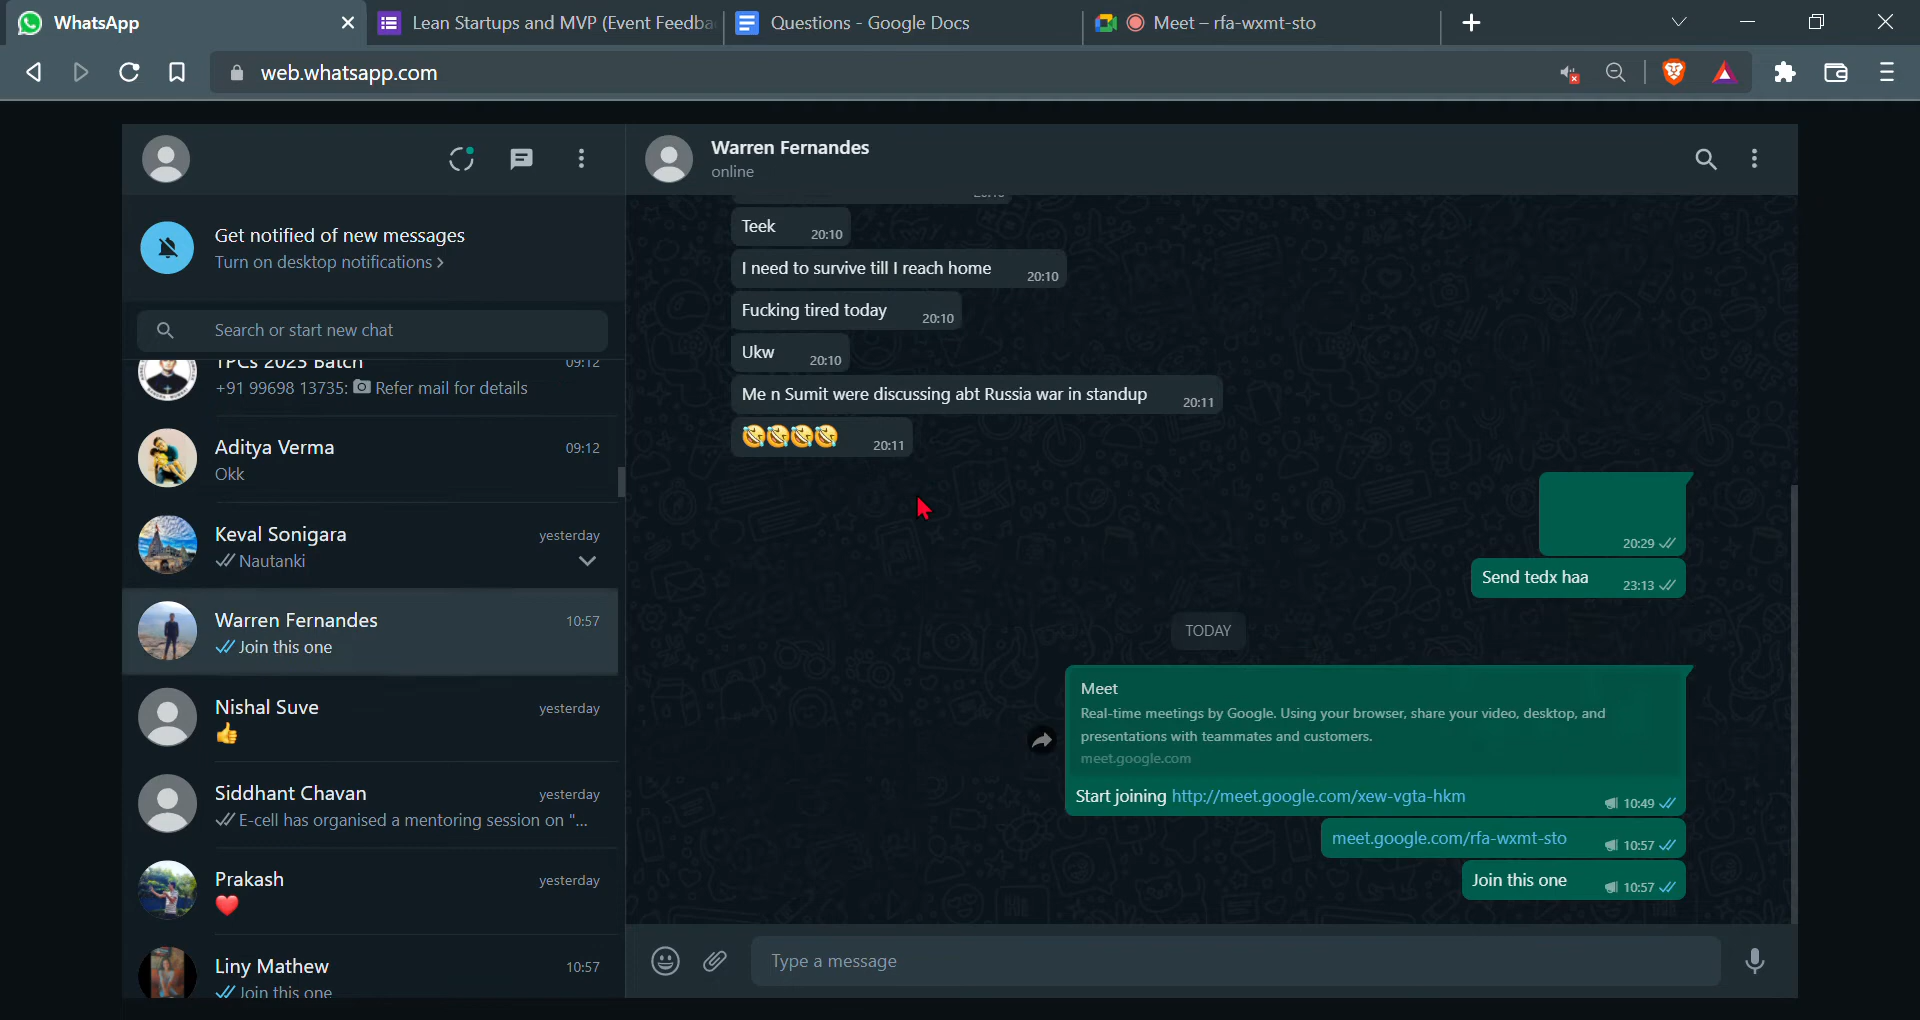 WhatsApp
Lean Startups and MVP (Event Feedba
Questions - Google Docs
Meet – rfa-wxmt-sto
web.whatsapp.com
Get notified of new messages
Turn on desktop notifications >
Search or start new chat
TPCs 2023 Batch 09:12
+91 99698 13735: Refer mail for details
Aditya Verma 09:12
Okk
Keval Sonigara yesterday
Nautanki
Warren Fernandes 10:57
Join this one
Nishal Suve yesterday
👍
Siddhant Chavan yesterday
E-cell has organised a mentoring session on "...
Prakash yesterday
❤️
Liny Mathew 10:57
Join this one
Warren Fernandes
online
Teek 20:10
I need to survive till I reach home 20:10
Fucking tired today 20:10
Ukw 20:10
Me n Sumit were discussing abt Russia war in standup 20:11
🤣🤣🤣🤣 20:11
20:29
Send tedx haa 23:13
TODAY
Meet
Real-time meetings by Google. Using your browser, share your video, desktop, and
presentations with teammates and customers.
meet.google.com
Start joining http://meet.google.com/xew-vgta-hkm 10:49
meet.google.com/rfa-wxmt-sto 10:57
Join this one 10:57
Type a message